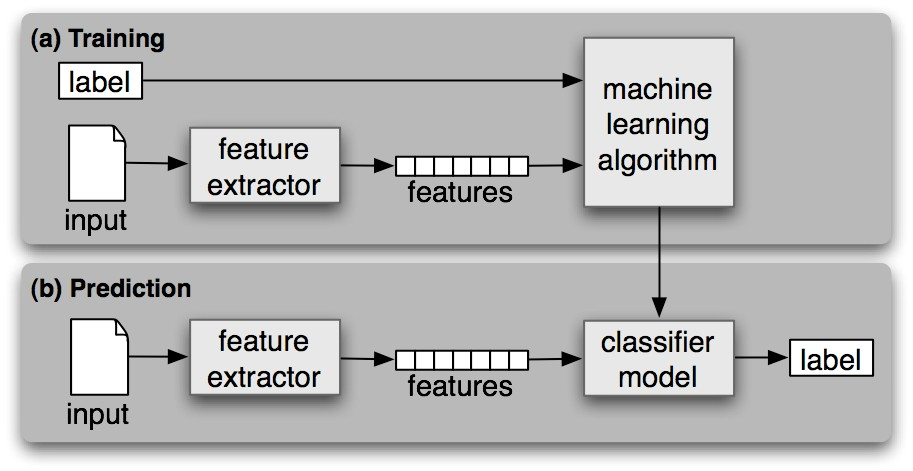 (a) Training
label
machine
learning
algorithm
feature
extractor
features
input
(b) Prediction
feature
extractor
features
input
classifier
model
label